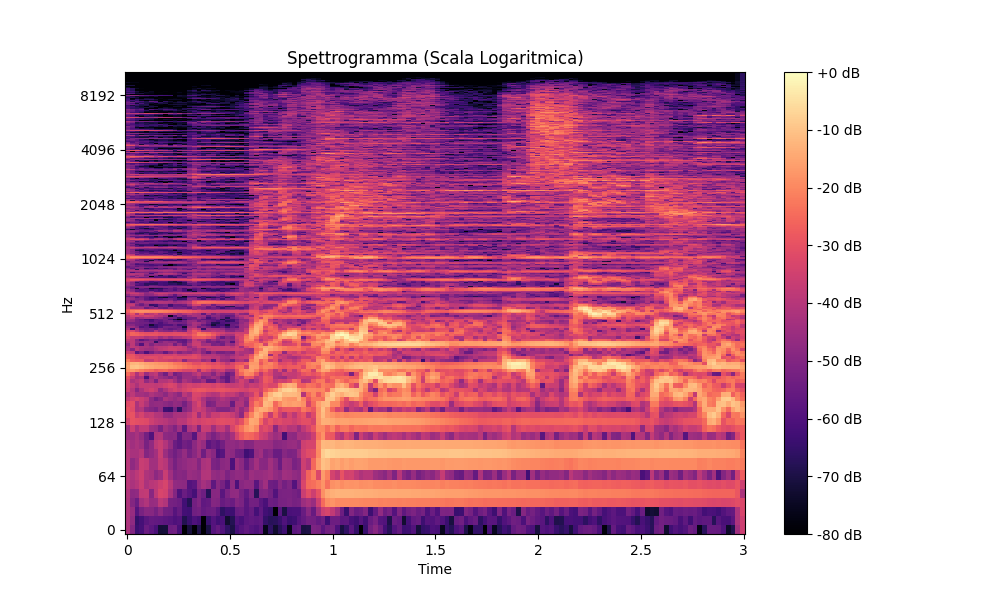 Spettrogramma (Scala Logaritmica)
Hz
8192
4096
2048
1024
512
256
128
64
0
0 0.5 1 1.5 2 2.5 3
Time
+0 dB
-10 dB
-20 dB
-30 dB
-40 dB
-50 dB
-60 dB
-70 dB
-80 dB